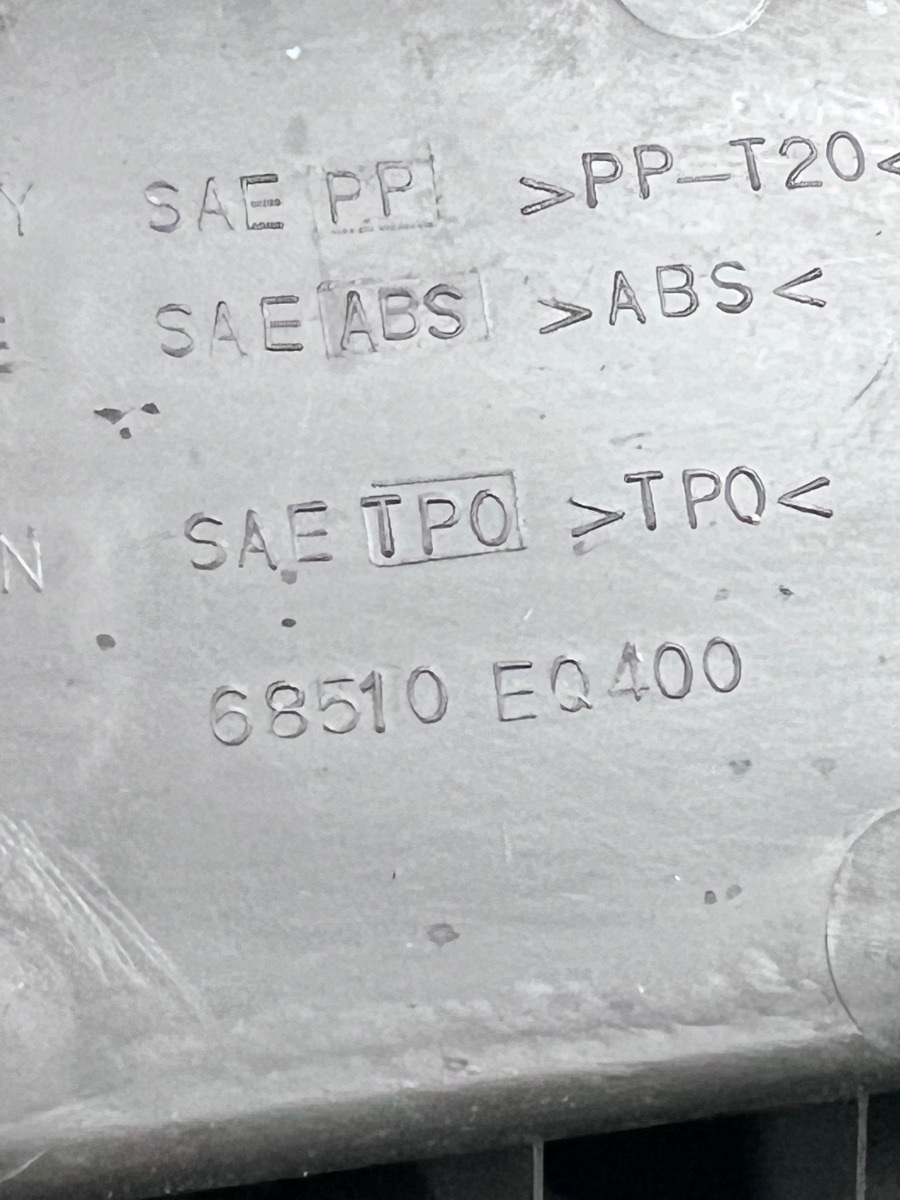 Y SAE PP >PP-T20<
SAE ABS >ABS<
N SAE TPO >TPO<
68510 EQ400